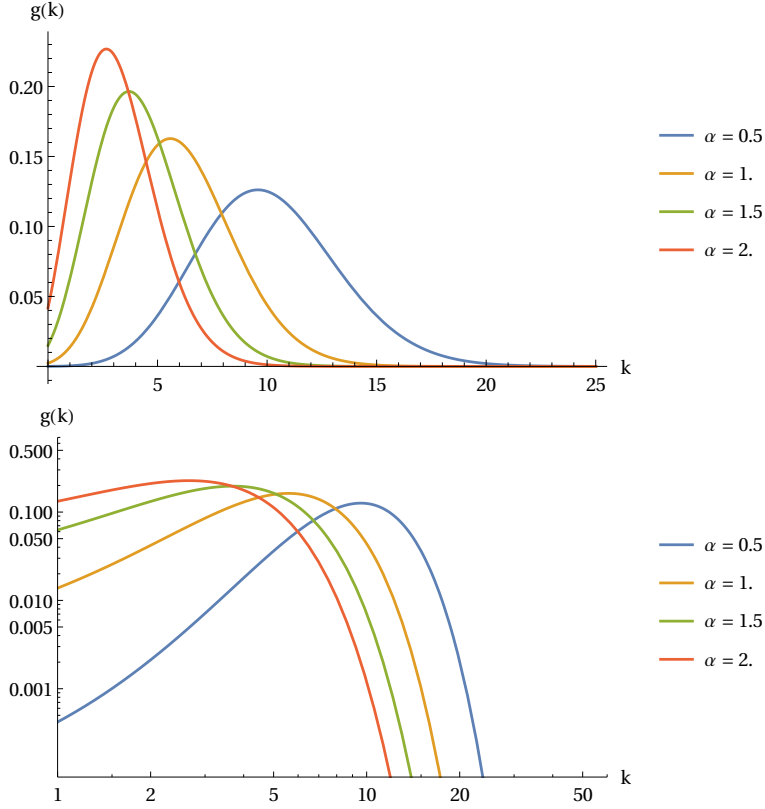 g(k)
0.20
0.15
0.10
0.05
5 10 15 20 25 k
α = 0.5
α = 1.
α = 1.5
α = 2.
g(k)
0.500
0.100
0.050
0.010
0.005
0.001
1 2 5 10 20 50 k
α = 0.5
α = 1.
α = 1.5
α = 2.